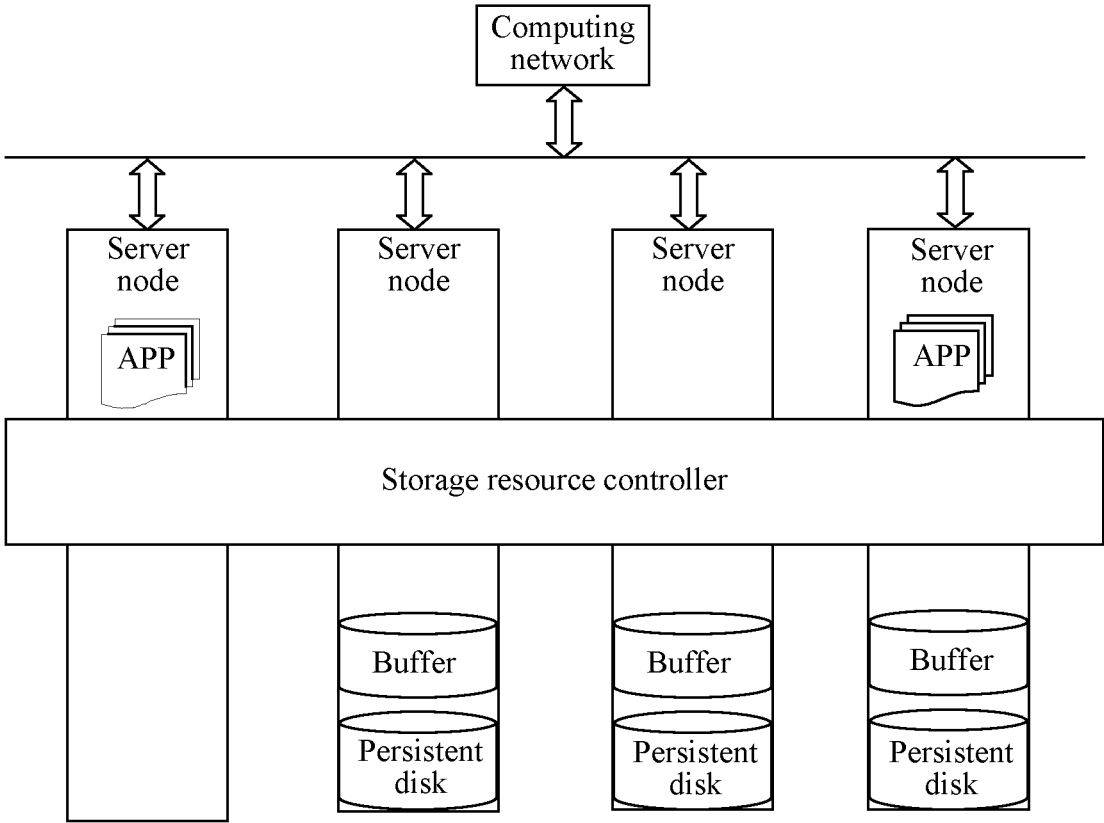 Computing
network
Server
node
Server
node
Server
node
Server
node
APP
APP
Storage resource controller
Buffer
Buffer
Buffer
Persistent
disk
Persistent
disk
Persistent
disk